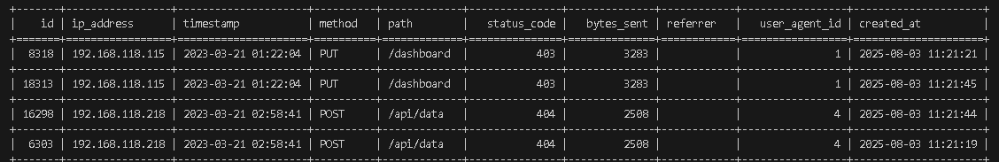 | id | ip_address | timestamp | method | path | status_code | bytes_sent | referrer | user_agent_id | created_at |
| 8318 | 192.168.118.115 | 2023-03-21 01:22:04 | PUT | /dashboard | 403 | 3283 | | 1 | 2025-08-03 11:21:21 |
| 18313 | 192.168.118.115 | 2023-03-21 01:22:04 | PUT | /dashboard | 403 | 3283 | | 1 | 2025-08-03 11:21:45 |
| 16298 | 192.168.118.218 | 2023-03-21 02:58:41 | POST | /api/data | 404 | 2508 | | 4 | 2025-08-03 11:21:44 |
| 6303 | 192.168.118.218 | 2023-03-21 02:58:41 | POST | /api/data | 404 | 2508 | | 4 | 2025-08-03 11:21:19 |